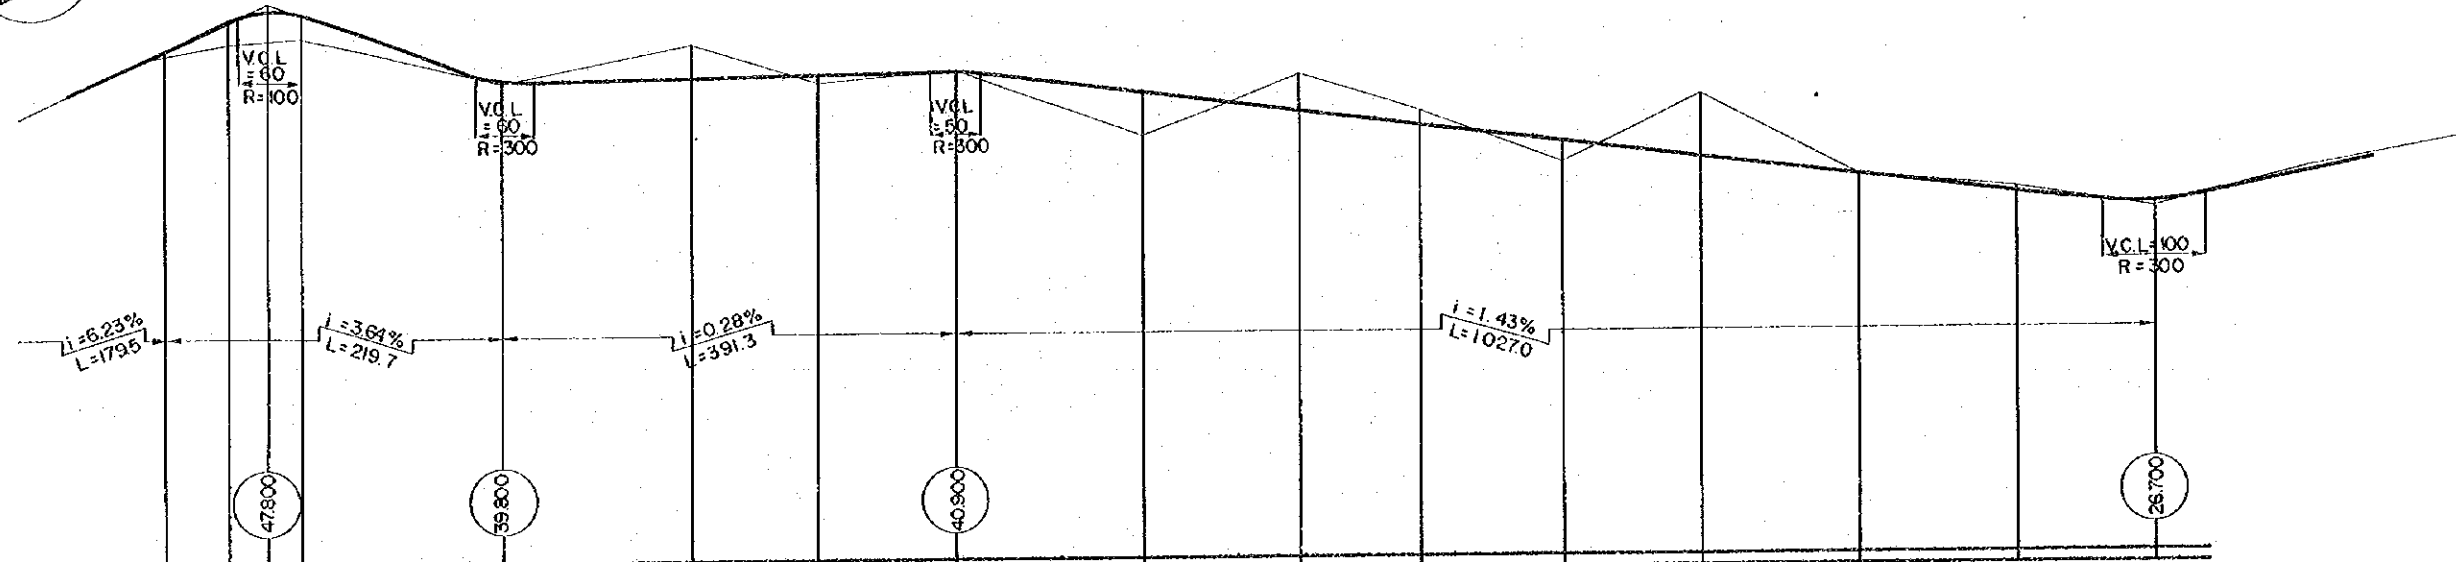 V.C.L
=60
R=100
V.C.L
=60
R=300
V.C.L
=50
R=300
V.C.L=100
R=300
i=6.23%
L=179.5
i=3.64%
L=219.7
i=0.28%
L=391.3
i=1.43%
L=1027.0
47.800
39.800
40.900
26.700